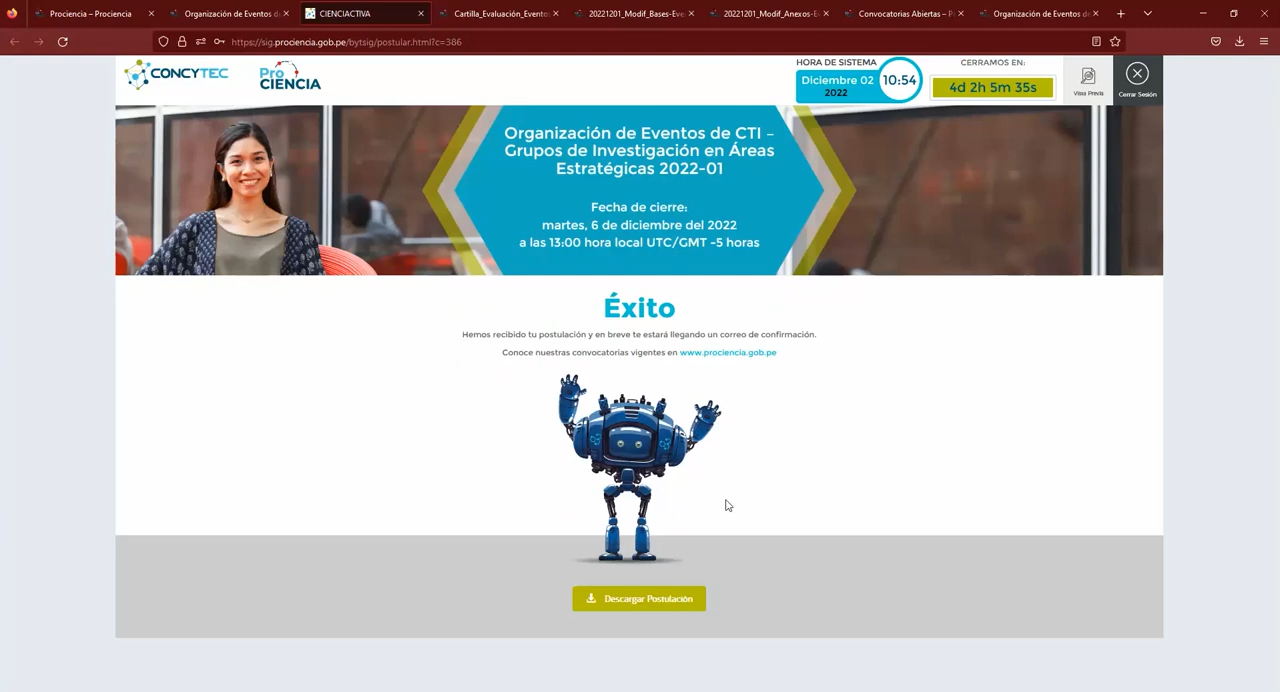 Prociencia – Prociencia
Organización de Eventos d
CIENCIACTIVA
Cartilla_Evaluación_Evento
20221201_Modif_Bases-Eve
20221201_Modif_Anexos-E
Convocatorias Abiertas – P
Organización de Eventos de
https://sig.prociencia.gob.pe/bytsig/postular.html?c=386
CONCYTEC
Pro
CIENCIA
HORA DE SISTEMA
Diciembre 02
2022
10:54
CERRAMOS EN:
4d 2h 5m 35s
Vista Previa
Cerrar Sesión
Organización de Eventos de CTI –
Grupos de Investigación en Áreas
Estratégicas 2022-01
Fecha de cierre:
martes, 6 de diciembre del 2022
a las 13:00 hora local UTC/GMT -5 horas
Éxito
Hemos recibido tu postulación y en breve te estará llegando un correo de confirmación.
Conoce nuestras convocatorias vigentes en www.prociencia.gob.pe
Descargar Postulación